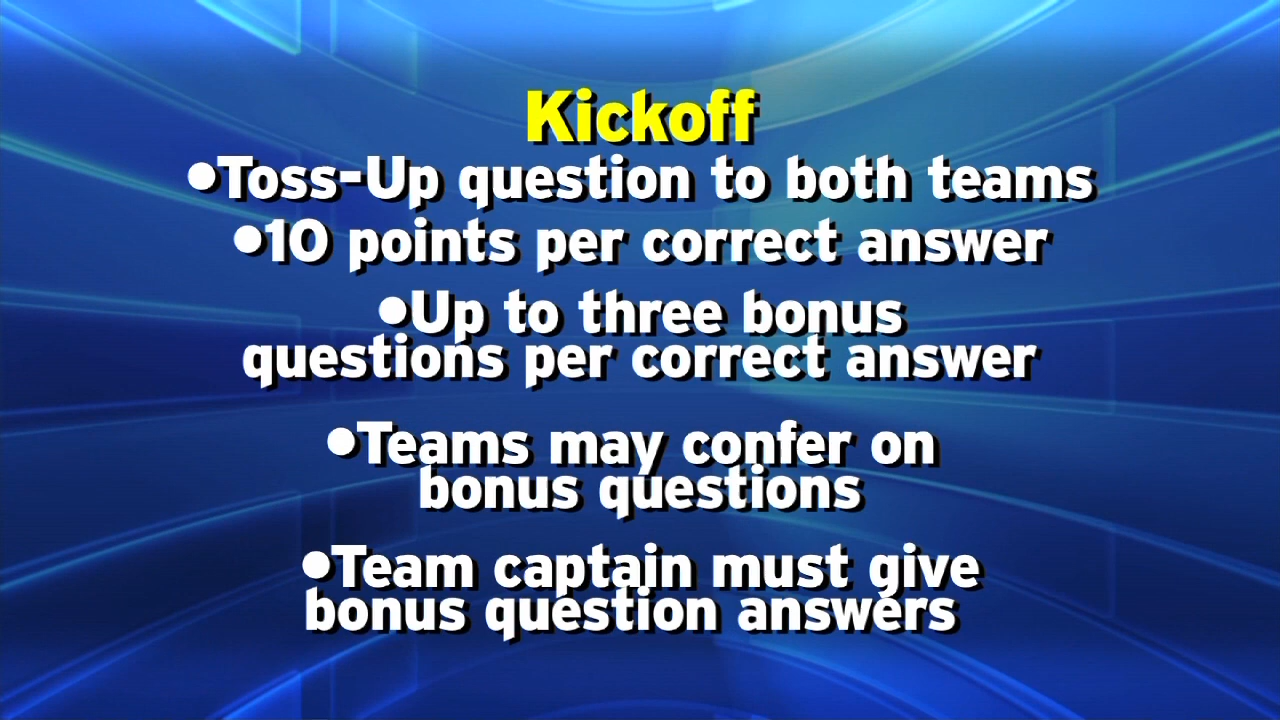 Kickoff
•Toss-Up question to both teams
•10 points per correct answer
•Up to three bonus
questions per correct answer
•Teams may confer on
bonus questions
•Team captain must give
bonus question answers